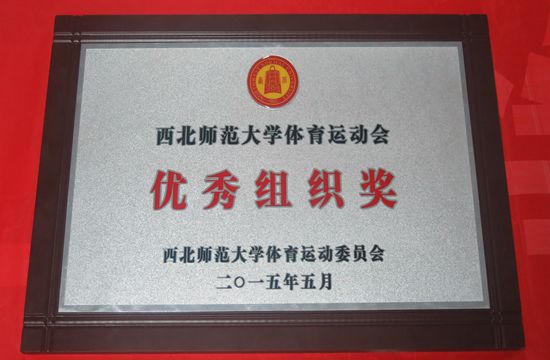 西北师范大学体育运动会
优秀组织奖
西北师范大学体育运动委员会
二〇一五年五月